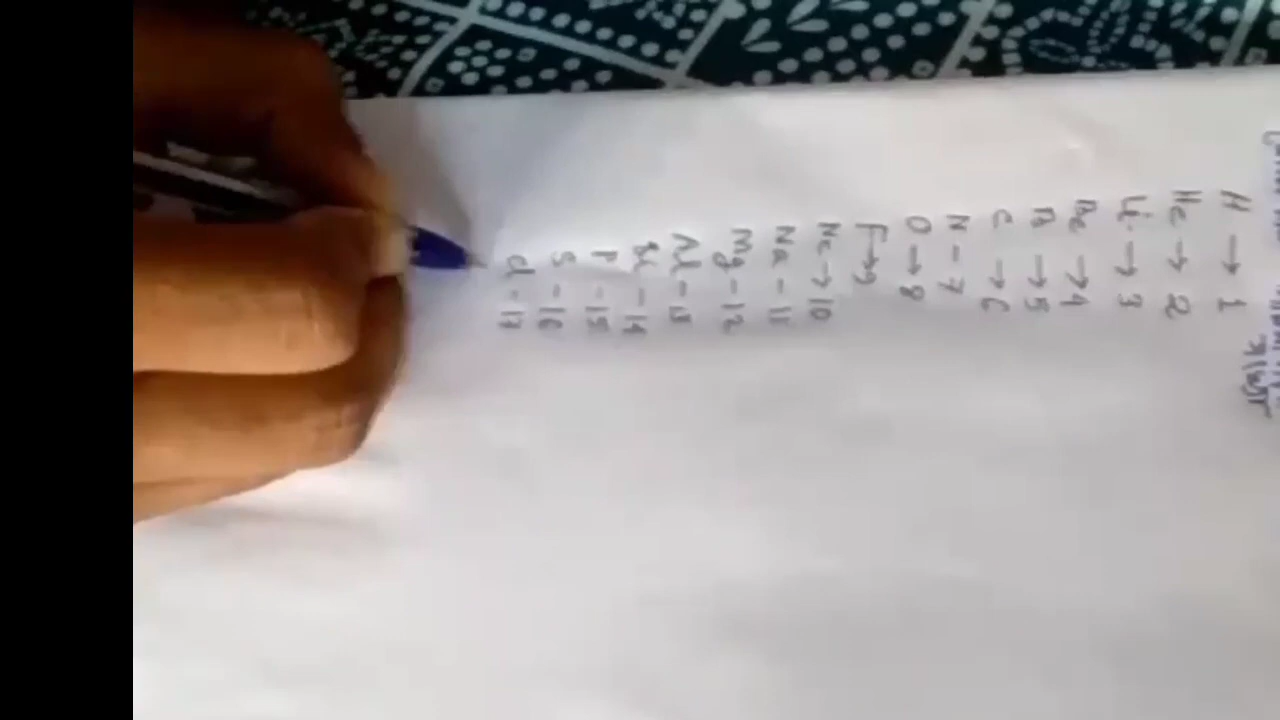 H → 1
He → 2
Li → 3
Be → 4
B → 5
C → 6
N - 7
O → 8
F → 9
Ne → 10
Na - 11
Mg - 12
Al - 13
Si - 14
P - 15
S - 16
Cl - 17